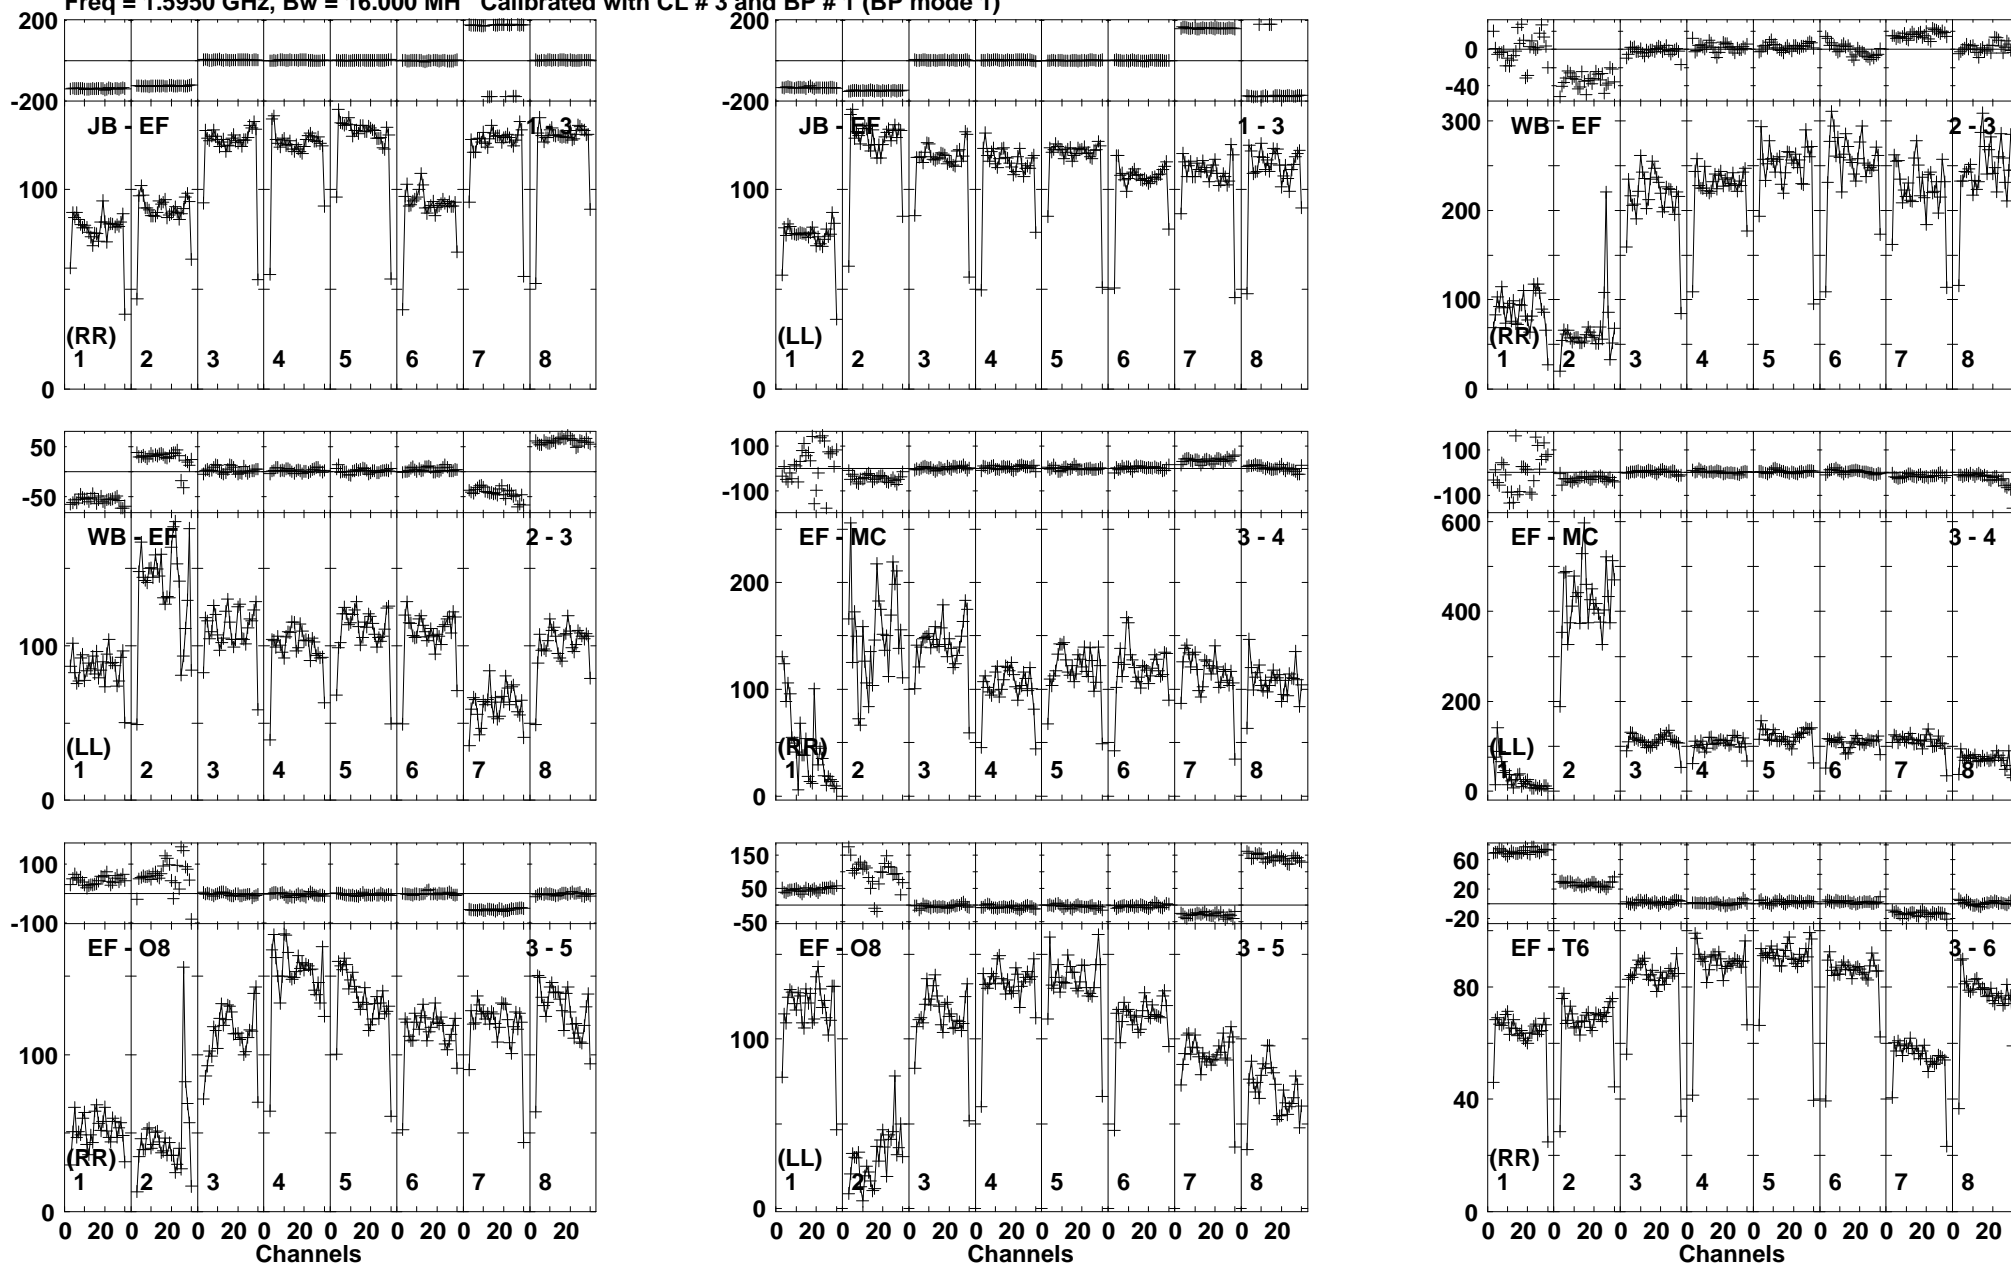 Freq = 1.5950 GHz, Bw = 16.000 MH Calibrated with CL # 3 and BP # 1 (BP mode 1)
200
-200
JB - EF 1 - 3
100
(RR)
1 2 3 4 5 6 7 8
0
200
-200
JB - EF 1 - 3
100
(LL)
1 2 3 4 5 6 7 8
0
0
-40
300
WB - EF 2 - 3
200
100
(RR)
1 2 3 4 5 6 7 8
0
50
-50
WB - EF 2 - 3
100
(LL)
1 2 3 4 5 6 7 8
0
100
-100
EF - MC 3 - 4
200
100
(RR)
1 2 3 4 5 6 7 8
0
100
-100
600
EF - MC 3 - 4
400
200
(LL)
1 2 3 4 5 6 7 8
0
100
-100
EF - O8 3 - 5
100
(RR)
1 2 3 4 5 6 7 8
0
0 20 0 20 0 20 0 20 0 20 0 20 0 20 0 20
Channels
150
50
-50
EF - O8 3 - 5
100
(LL)
1 2 3 4 5 6 7 8
0
0 20 0 20 0 20 0 20 0 20 0 20 0 20 0 20
Channels
60
20
-20
EF - T6 3 - 6
80
40
(RR)
1 2 3 4 5 6 7 8
0
0 20 0 20 0 20 0 20 0 20 0 20 0 20 0 20
Channels